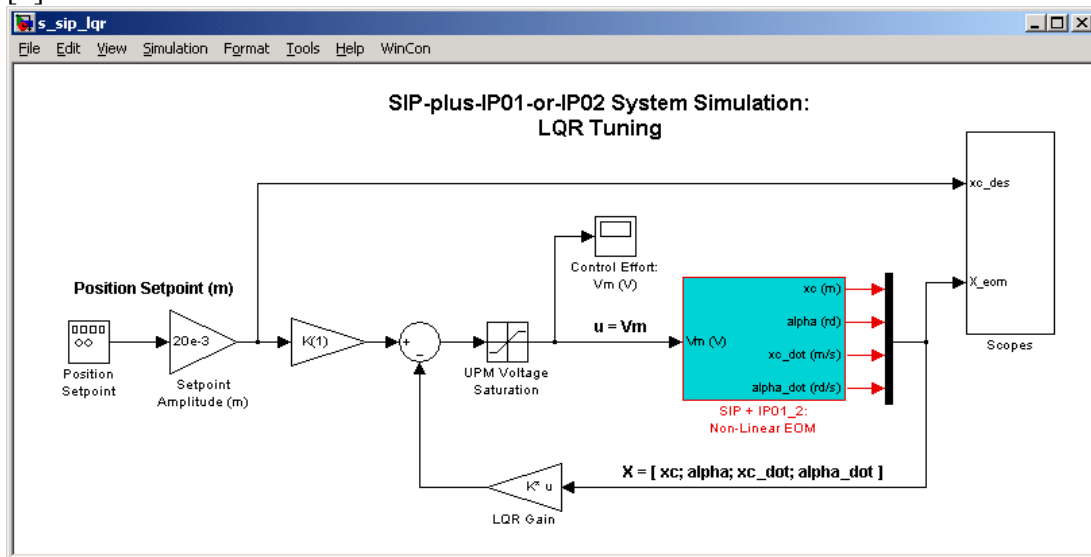 s_sip_lqr
File Edit View Simulation Format Tools Help WinCon
SIP-plus-IP01-or-IP02 System Simulation:
LQR Tuning
xc_des
Control Effort:
Vm (V)
Position Setpoint (m)
xc (m)
X_eom
alpha (rd)
u = Vm
20e-3
K(1)
+
-
Vm (V)
Scopes
xc_dot (m/s)
Position
Setpoint
Setpoint
Amplitude (m)
UPM Voltage
Saturation
alpha_dot (rd/s)
SIP + IP01_2:
Non-Linear EOM
X = [ xc; alpha; xc_dot; alpha_dot ]
K* u
LQR Gain